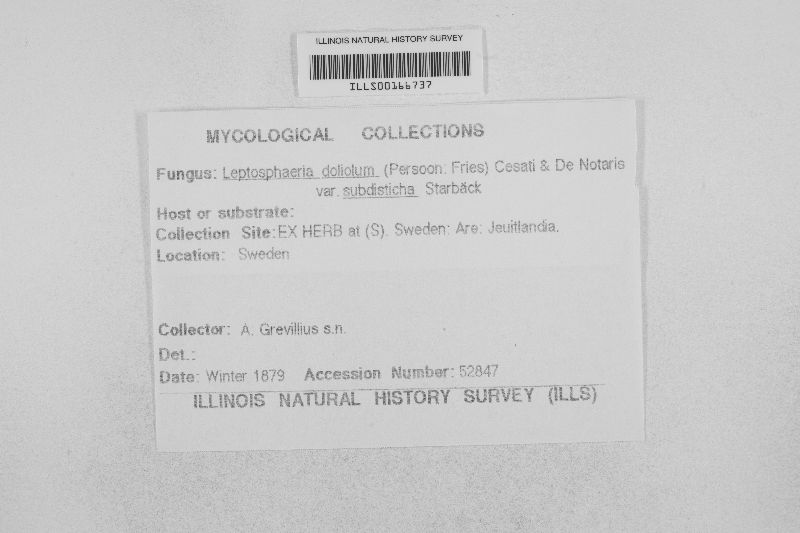 ILLINOIS NATURAL HISTORY SURVEY
ILLS00166737
MYCOLOGICAL COLLECTIONS
Fungus: Leptosphaeria doliolum (Persoon: Fries) Cesati & De Notaris
var. subdisticha Starbäck
Host or substrate:
Collection Site: EX HERB at (S). Sweden: Are: Jeuitlandia.
Location: Sweden
Collector: A. Grevillius s.n.
Det.:
Date: Winter 1879 Accession Number: 52847
ILLINOIS NATURAL HISTORY SURVEY (ILLS)